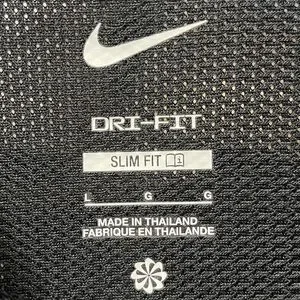 DRI-FIT
SLIM FIT
L G G
MADE IN THAILAND
FABRIQUE EN THAILANDE